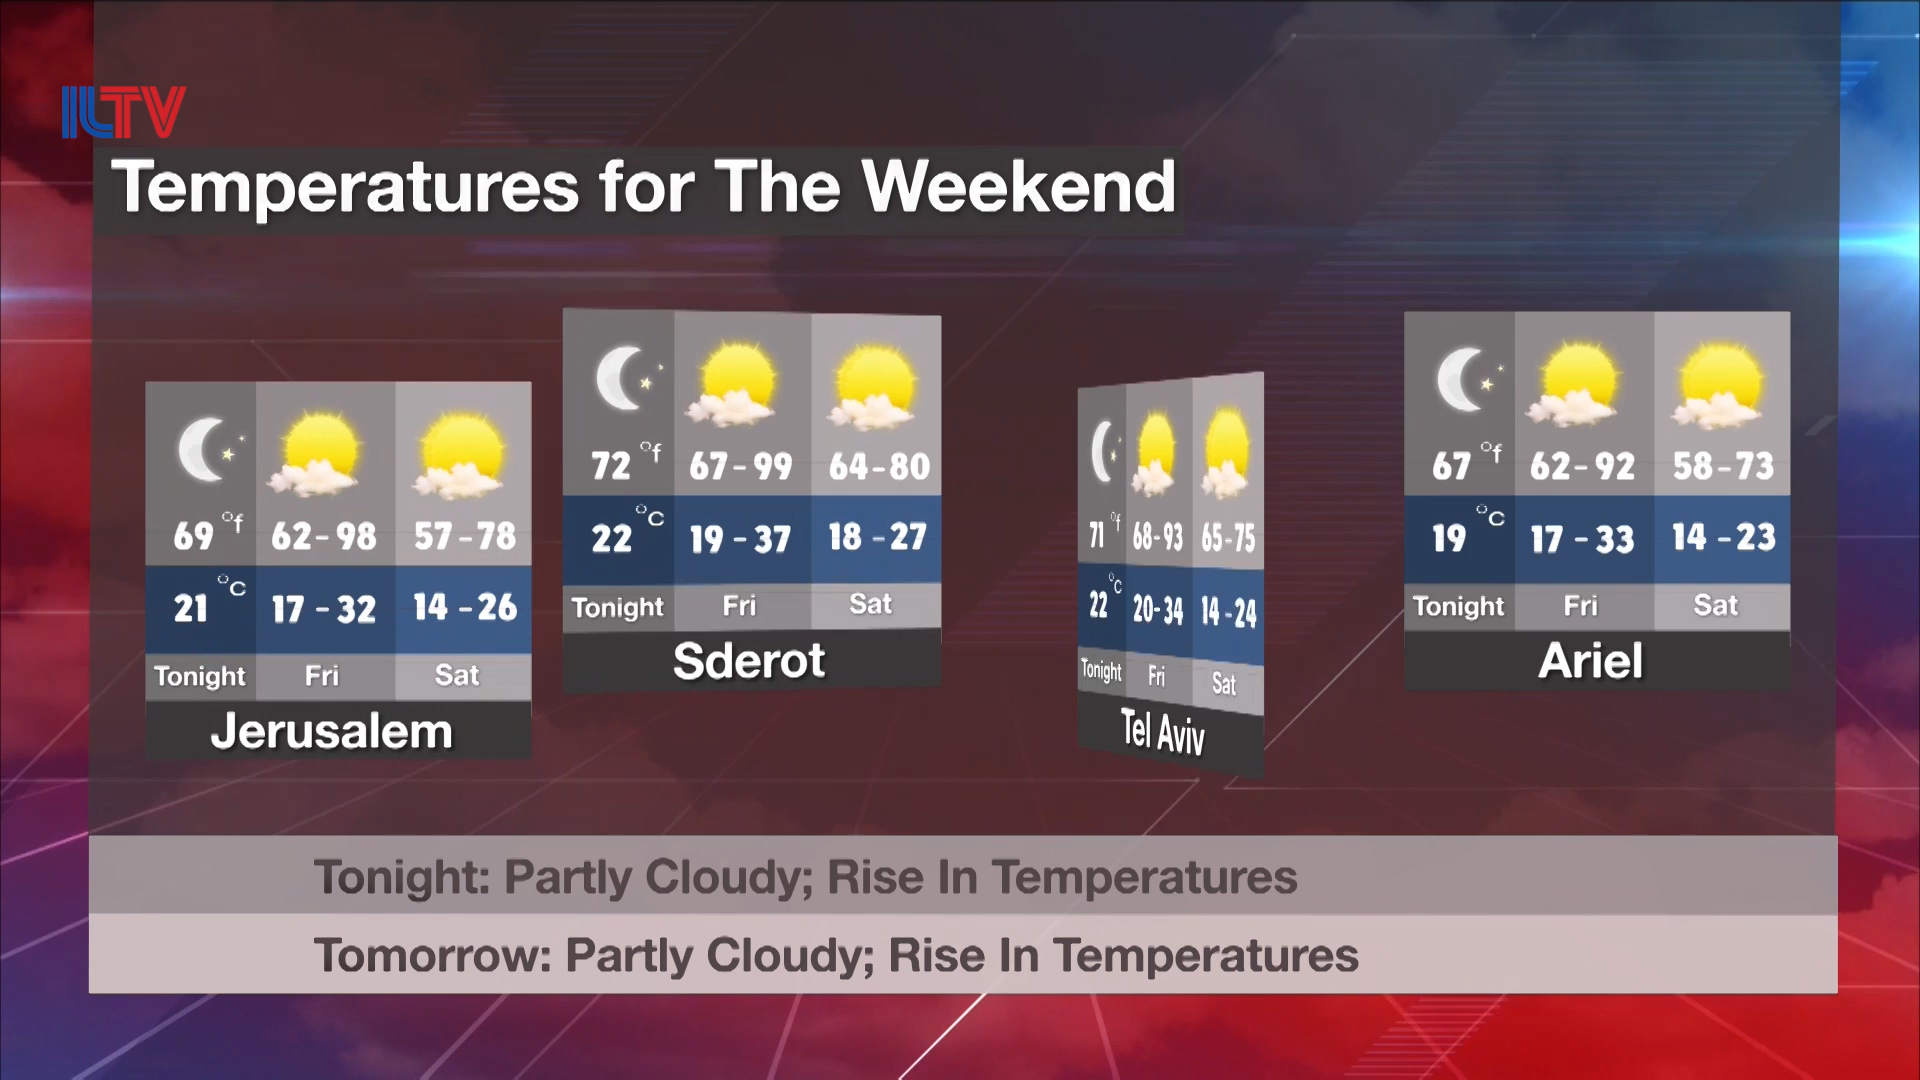 ILTV
Temperatures for The Weekend
69 °f 62-98 57-78
21 °C 17-32 14-26
Tonight Fri Sat
Jerusalem
72 °f 67-99 64-80
22 °C 19-37 18-27
Tonight Fri Sat
Sderot
71 °f 68-93 65-75
22 °C 20-34 14-24
Tonight Fri Sat
Tel Aviv
67 °f 62-92 58-73
19 °C 17-33 14-23
Tonight Fri Sat
Ariel
Tonight: Partly Cloudy; Rise In Temperatures
Tomorrow: Partly Cloudy; Rise In Temperatures